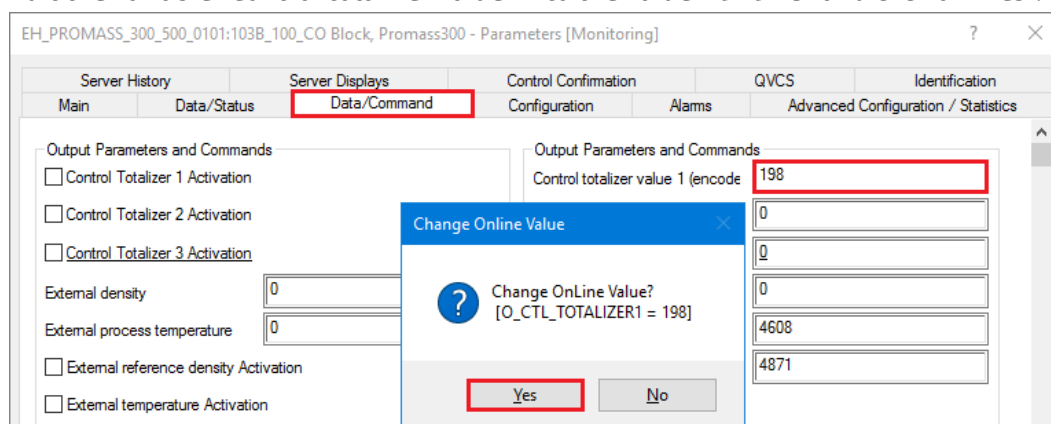 EH_PROMASS_300_500_0101:103B_100_CO Block, Promass300 - Parameters [Monitoring] ?
Server History Server Displays Control Confirmation QVCS Identification
Main Data/Status Data/Command Configuration Alarms Advanced Configuration / Statistics
Output Parameters and Commands
Control Totalizer 1 Activation
Control Totalizer 2 Activation
Control Totalizer 3 Activation
External density 0
External process temperature 0
External reference density Activation
External temperature Activation
Output Parameters and Commands
Control totalizer value 1 (encode 198
0
0
0
4608
4871
Change Online Value
Change OnLine Value?
[O_CTL_TOTALIZER1 = 198]
Yes No